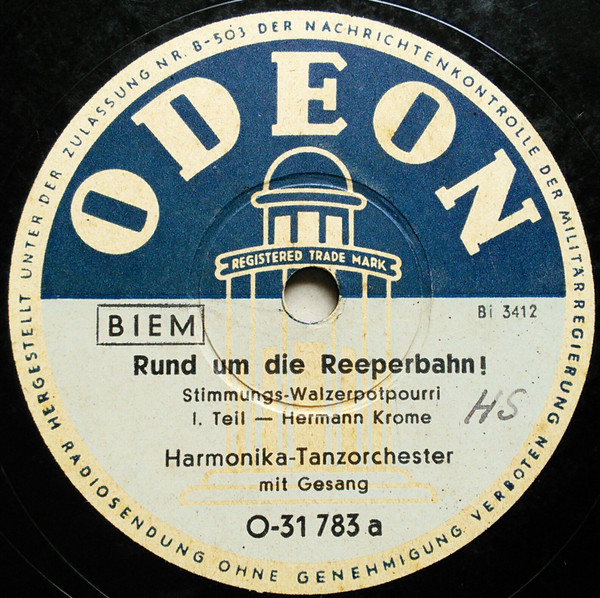 HERGESTELLT UNTER DER ZULASSUNG NR. B-503 DER NACHRICHTENKONTROLLE DER MILITÄRREGIERUNG
ODEON
REGISTERED TRADE MARK
BIEM
Bi 3412
Rund um die Reeperbahn!
Stimmungs-Walzerpotpourri
I. Teil — Hermann Krome
HS
Harmonika-Tanzorchester
mit Gesang
O-31 783 a
RADIOSENDUNG OHNE GENEHMIGUNG VERBOTEN